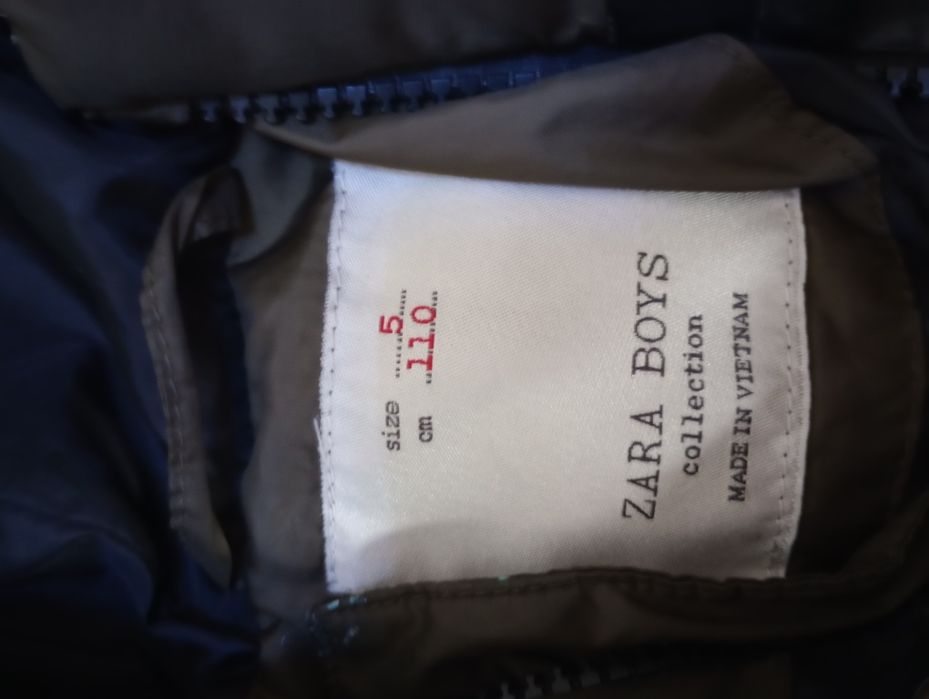 size 5
cm 110
ZARA BOYS
collection
MADE IN VIETNAM